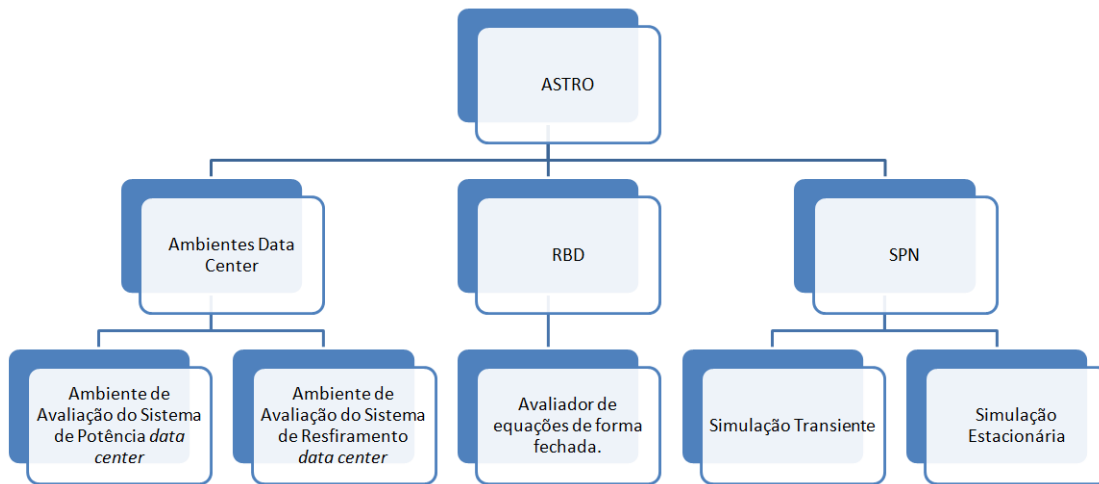 ASTRO
Ambientes Data
Center
RBD
SPN
Ambiente de
Avaliação do Sistema
de Potência data
center
Ambiente de
Avaliação do Sistema
de Resfiramento
data center
Avaliador de
equações de forma
fechada.
Simulação Transiente
Simulação
Estacionária